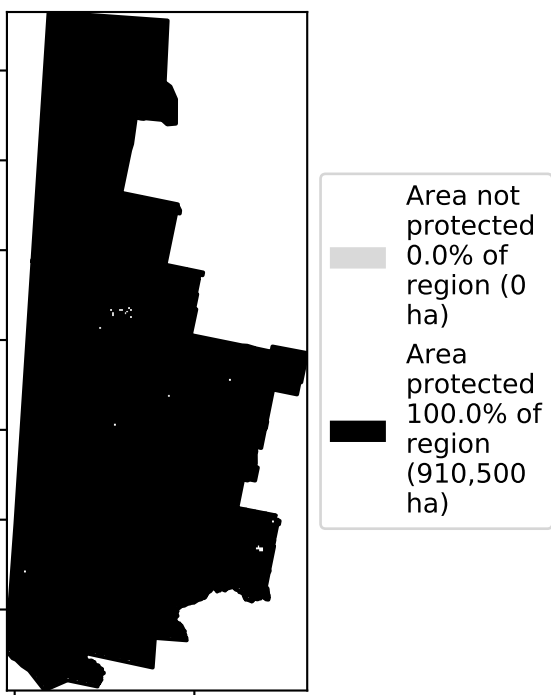 Area not
protected
0.0% of
region (0
ha)
Area
protected
100.0% of
region
(910,500
ha)